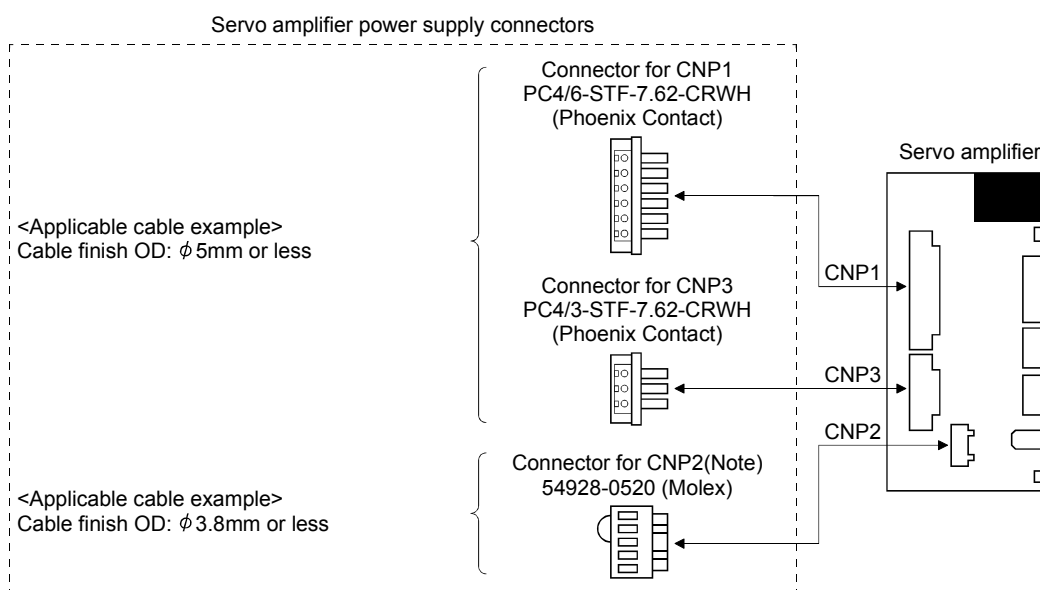 Servo amplifier power supply connectors
Connector for CNP1
PC4/6-STF-7.62-CRWH
(Phoenix Contact)
Servo amplifier
<Applicable cable example>
Cable finish OD: φ5mm or less
CNP1
Connector for CNP3
PC4/3-STF-7.62-CRWH
(Phoenix Contact)
CNP3
CNP2
Connector for CNP2(Note)
54928-0520 (Molex)
<Applicable cable example>
Cable finish OD: φ3.8mm or less